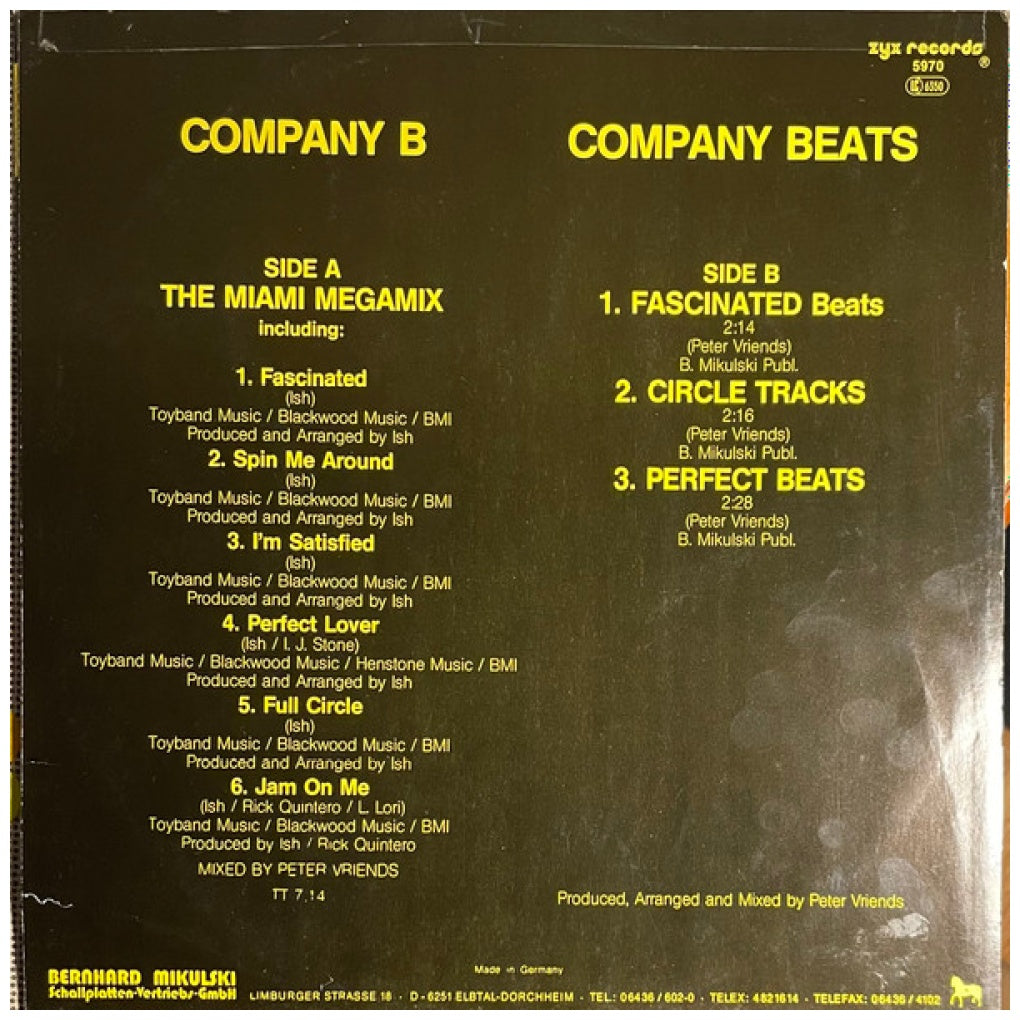 zyx records ®
5970
LC 6350
COMPANY B
SIDE A
THE MIAMI MEGAMIX
including:
1. Fascinated
(Ish)
Toyband Music / Blackwood Music / BMI
Produced and Arranged by Ish
2. Spin Me Around
(Ish)
Toyband Music / Blackwood Music / BMI
Produced and Arranged by Ish
3. I'm Satisfied
(Ish)
Toyband Music / Blackwood Music / BMI
Produced and Arranged by Ish
4. Perfect Lover
(Ish / I. J. Stone)
Toyband Music / Blackwood Music / Henstone Music / BMI
Produced and Arranged by Ish
5. Full Circle
(Ish)
Toyband Music / Blackwood Music / BMI
Produced and Arranged by Ish
6. Jam On Me
(Ish / Rick Quintero / L. Lori)
Toyband Music / Blackwood Music / BMI
Produced by Ish / Rick Quintero
MIXED BY PETER VRIENDS
TT 7.14
COMPANY BEATS
SIDE B
1. FASCINATED Beats
2:14
(Peter Vriends)
B. Mikulski Publ.
2. CIRCLE TRACKS
2:16
(Peter Vriends)
B. Mikulski Publ.
3. PERFECT BEATS
2:28
(Peter Vriends)
B. Mikulski Publ.
Produced, Arranged and Mixed by Peter Vriends
Made in Germany
BERNHARD MIKULSKI
Schallplatten-Vertriebs-GmbH
LIMBURGER STRASSE 18 · D-6251 ELBTAL-DORCHHEIM · TEL: 06436/602-0 · TELEX: 4821614 · TELEFAX: 06436/4102